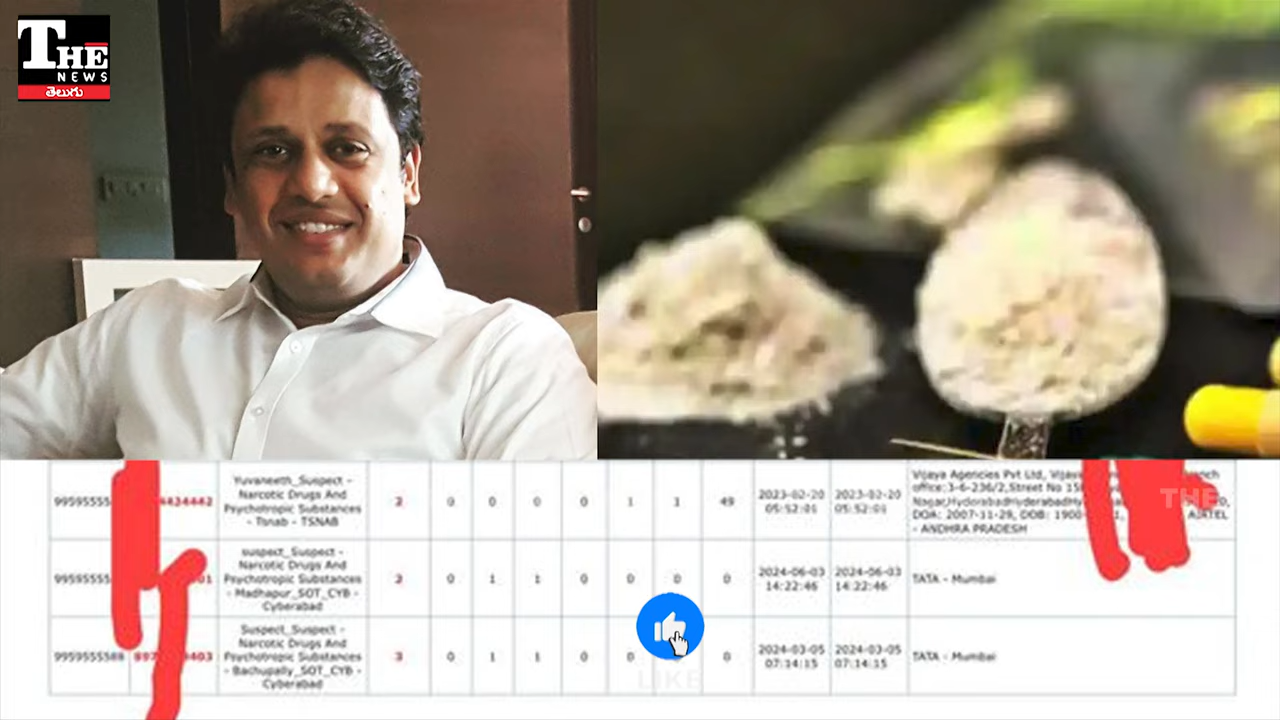 THE
NEWS
తెలుగు
Yuvaneeth_Suspect -
Narcotic Drugs And
Psychotropic Substances
- Tsnab - TSNAB
2 0 0 0 0 1 1 49
2023-02-20
05:52:01
2023-02-20
05:52:01
Vijaya Agencies Pvt Ltd,
office:3-6-236/2,Street No
DOA: 2007-11-29, DOB: 1900
AIRTEL
- ANDHRA PRADESH
THE
suspect_Suspect -
Narcotic Drugs And
Psychotropic Substances
- Madhapur_SOT_CYB -
Cyberabad
2 0 1 1 0 0 0 0
2024-06-03
14:22:46
2024-06-03
14:22:46
TATA - Mumbai
Suspect_Suspect -
Narcotic Drugs And
Psychotropic Substances
- Bachupally_SOT_CYB -
Cyberabad
3 0 1 1 0 0 0
2024-03-05
07:14:15
2024-03-05
07:14:15
TATA - Mumbai
LIKE